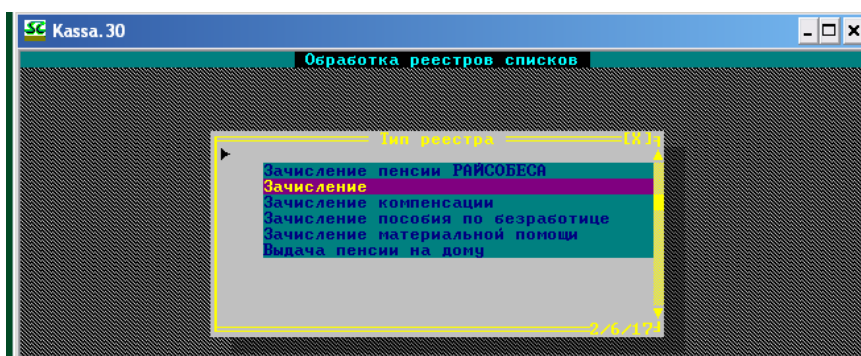 SC Kassa.30
Обработка реестров списков
Тип реестра [X]
Зачисление пенсии РАЙСОБЕСА
Зачисление
Зачисление компенсации
Зачисление пособия по безработице
Зачисление материальной помощи
Выдача пенсии на дому
2/6/17